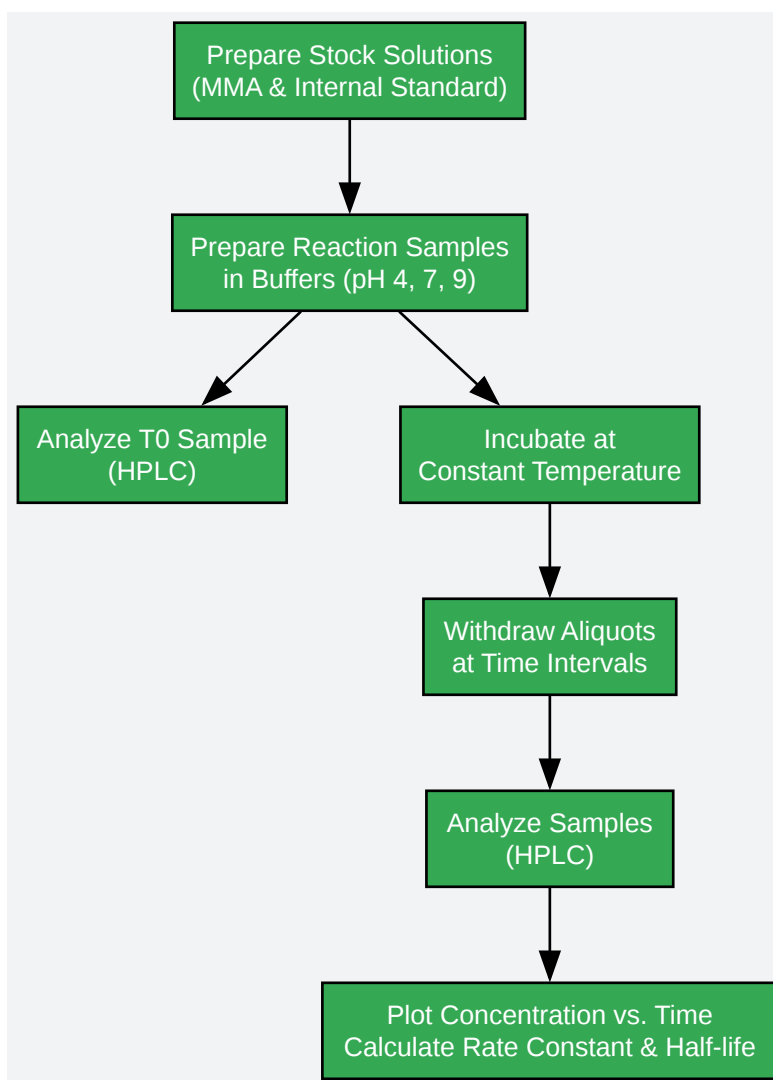 Prepare Stock Solutions
(MMA & Internal Standard)
Prepare Reaction Samples
in Buffers (pH 4, 7, 9)
Analyze T0 Sample
(HPLC)
Incubate at
Constant Temperature
Withdraw Aliquots
at Time Intervals
Analyze Samples
(HPLC)
Plot Concentration vs. Time
Calculate Rate Constant & Half-life